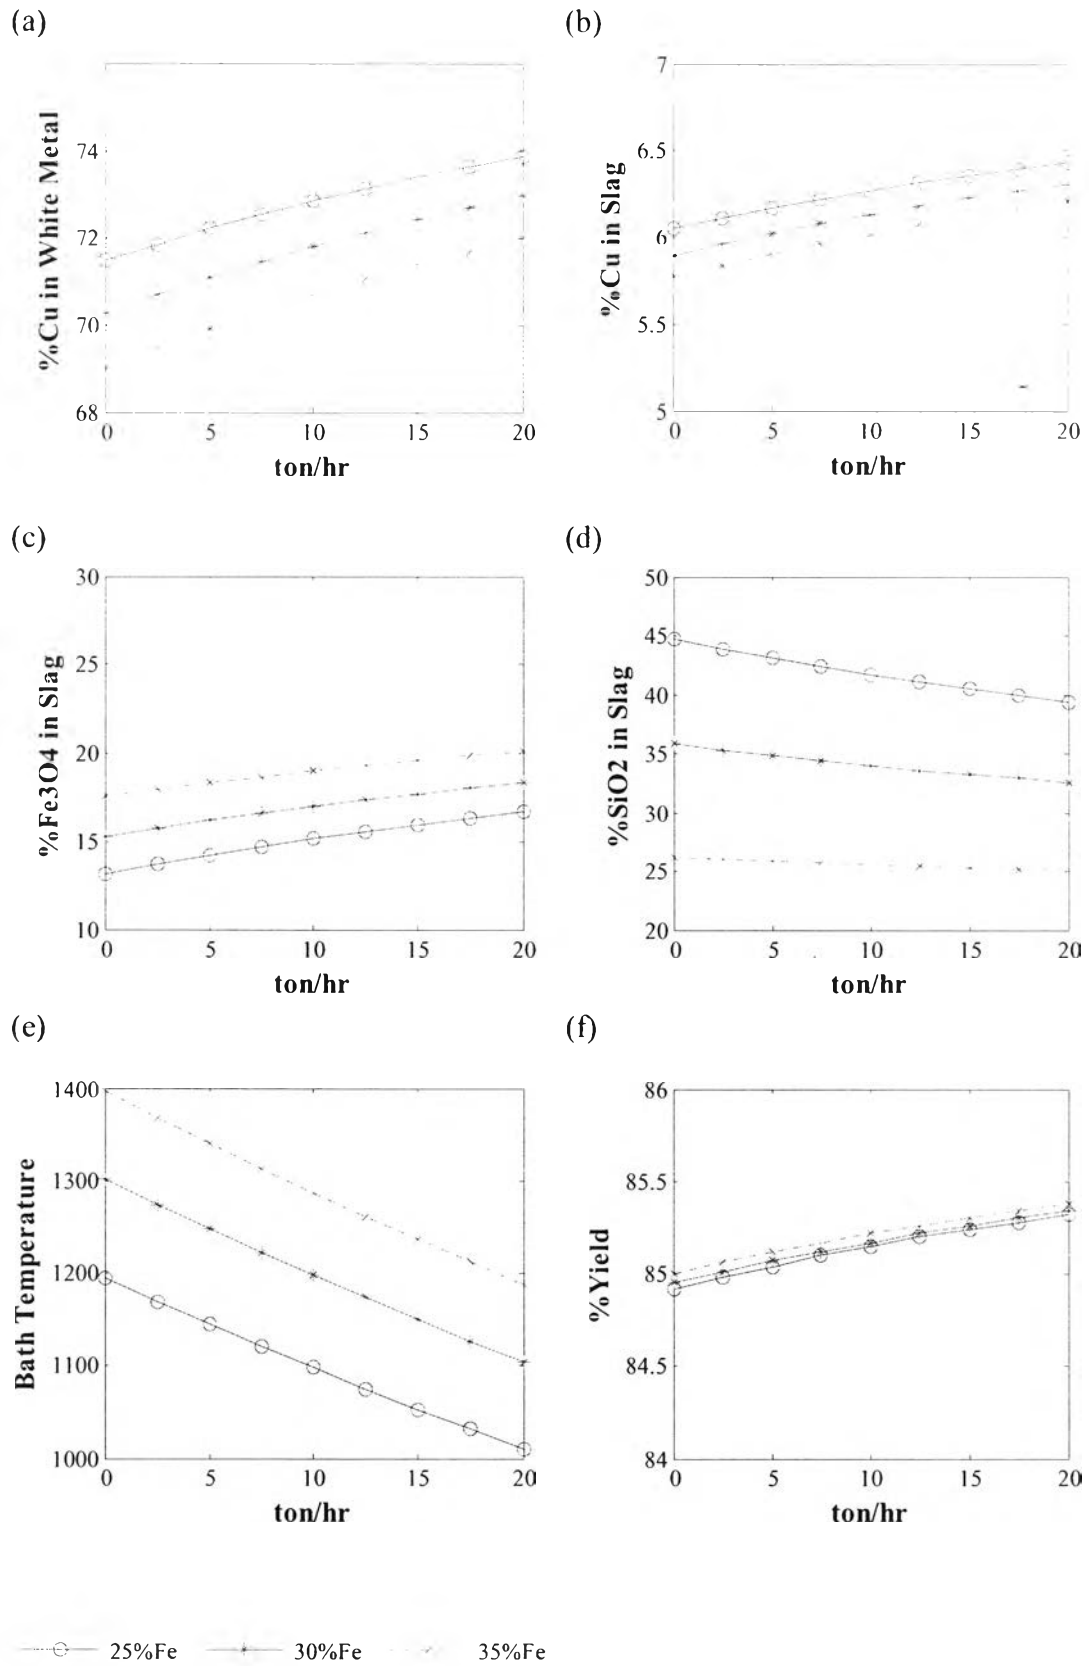 (a)
(b)
%Cu in White Metal
74
72
70
68
0 5 10 15 20
ton/hr
%Cu in Slag
7
6.5
6
5.5
5
0 5 10 15 20
ton/hr
(c)
(d)
%Fe3O4 in Slag
30
25
20
15
10
0 5 10 15 20
ton/hr
%SiO2 in Slag
50
45
40
35
30
25
20
0 5 10 15 20
ton/hr
(e)
(f)
Bath Temperature
1400
1300
1200
1100
1000
0 5 10 15 20
ton/hr
%Yield
86
85.5
85
84.5
84
0 5 10 15 20
ton/hr
25%Fe 30%Fe 35%Fe